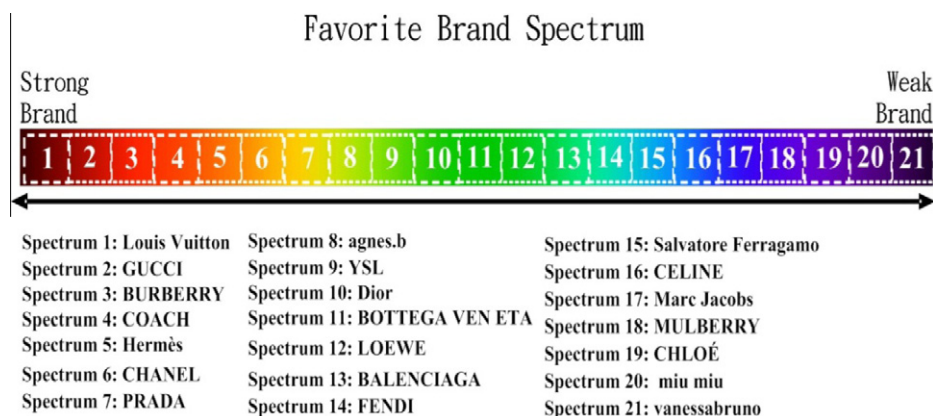 Favorite Brand Spectrum
Strong
Brand
Weak
Brand
1 2 3 4 5 6 7 8 9 10 11 12 13 14 15 16 17 18 19 20 21
Spectrum 1: Louis Vuitton
Spectrum 2: GUCCI
Spectrum 3: BURBERRY
Spectrum 4: COACH
Spectrum 5: Hermès
Spectrum 6: CHANEL
Spectrum 7: PRADA
Spectrum 8: agnes.b
Spectrum 9: YSL
Spectrum 10: Dior
Spectrum 11: BOTTEGA VEN ETA
Spectrum 12: LOEWE
Spectrum 13: BALENCIAGA
Spectrum 14: FENDI
Spectrum 15: Salvatore Ferragamo
Spectrum 16: CELINE
Spectrum 17: Marc Jacobs
Spectrum 18: MULBERRY
Spectrum 19: CHLOÉ
Spectrum 20: miu miu
Spectrum 21: vanessabruno